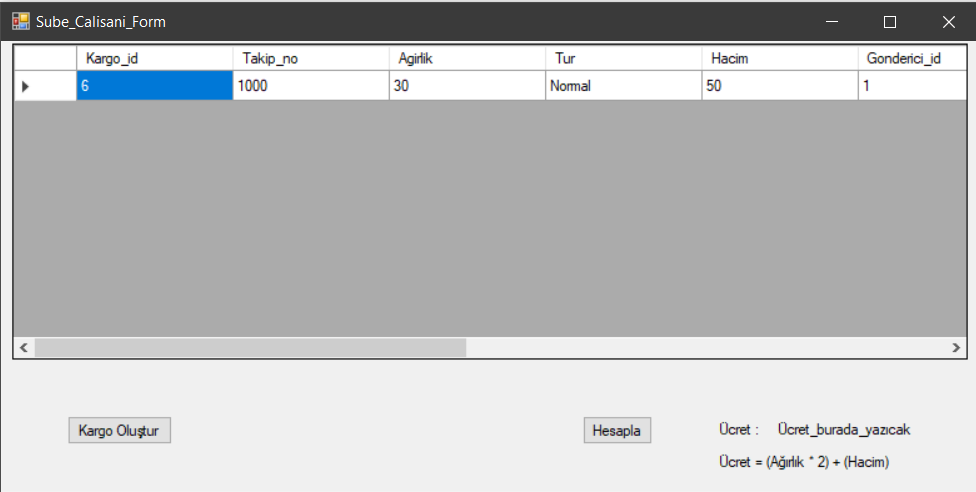 Sube_Calisani_Form
Kargo_id Takip_no Agirlik Tur Hacim Gonderici_id
6 1000 30 Normal 50 1
Kargo Oluştur Hesapla Ücret : Ücret_burada_yazıcak
Ücret = (Ağırlık * 2) + (Hacim)